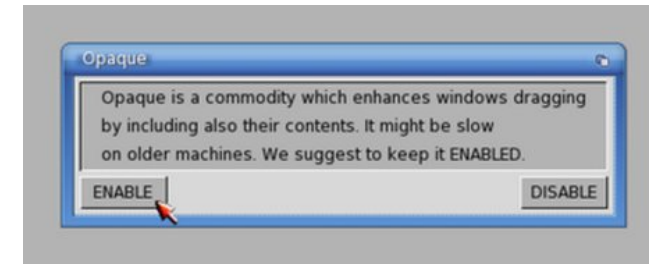 Opaque
Opaque is a commodity which enhances windows dragging
by including also their contents. It might be slow
on older machines. We suggest to keep it ENABLED.
ENABLE DISABLE